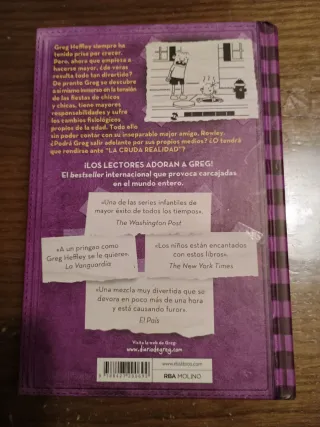 Greg Heffley siempre ha
tenido prisa por crecer.
Pero, ahora que empieza a
hacerse mayor, ¿de veras
resulta todo tan divertido?
De pronto Greg se descubre
a sí mismo inmerso en la tensión
de las fiestas de chicos
y chicas, tiene mayores
responsabilidades y sufre
los cambios fisiológicos
propios de la edad. Todo ello
sin poder contar con su inseparable mejor amigo, Rowley.
¿Podrá Greg salir adelante por sus propios medios? ¿O tendrá
que rendirse ante "LA CRUDA REALIDAD"?
¡LOS LECTORES ADORAN A GREG!
El bestseller internacional que provoca carcajadas
en el mundo entero.
«Una de las series infantiles de
mayor éxito de todos los tiempos».
The Washington Post
«A un pringao como
Greg Heffley se le quiere».
La Vanguardia
«Los niños están encantados
con estos libros».
The New York Times
«Una mezcla muy divertida que se
devora en poco más de una hora
y está causando furor».
El País
Visita la web de Greg:
www.diariodegreg.com
www.rbalibros.com
RBA MOLINO